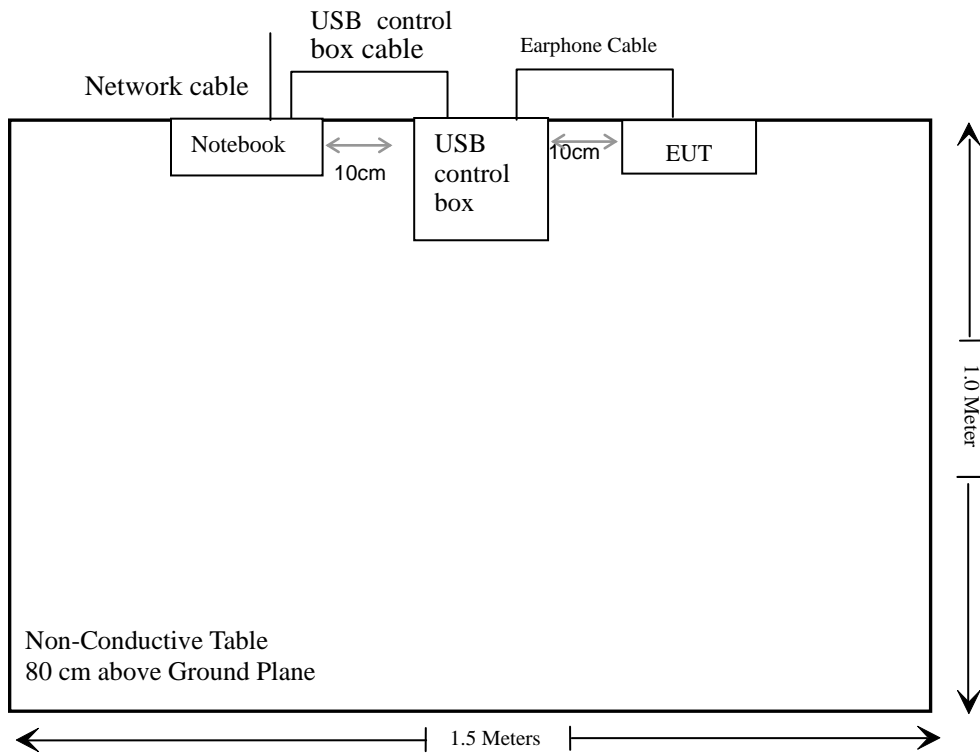 USB control
box cable
Earphone Cable
Network cable
Notebook
10cm
USB
control
box
10cm
EUT
1.0 Meter
Non-Conductive Table
80 cm above Ground Plane
1.5 Meters